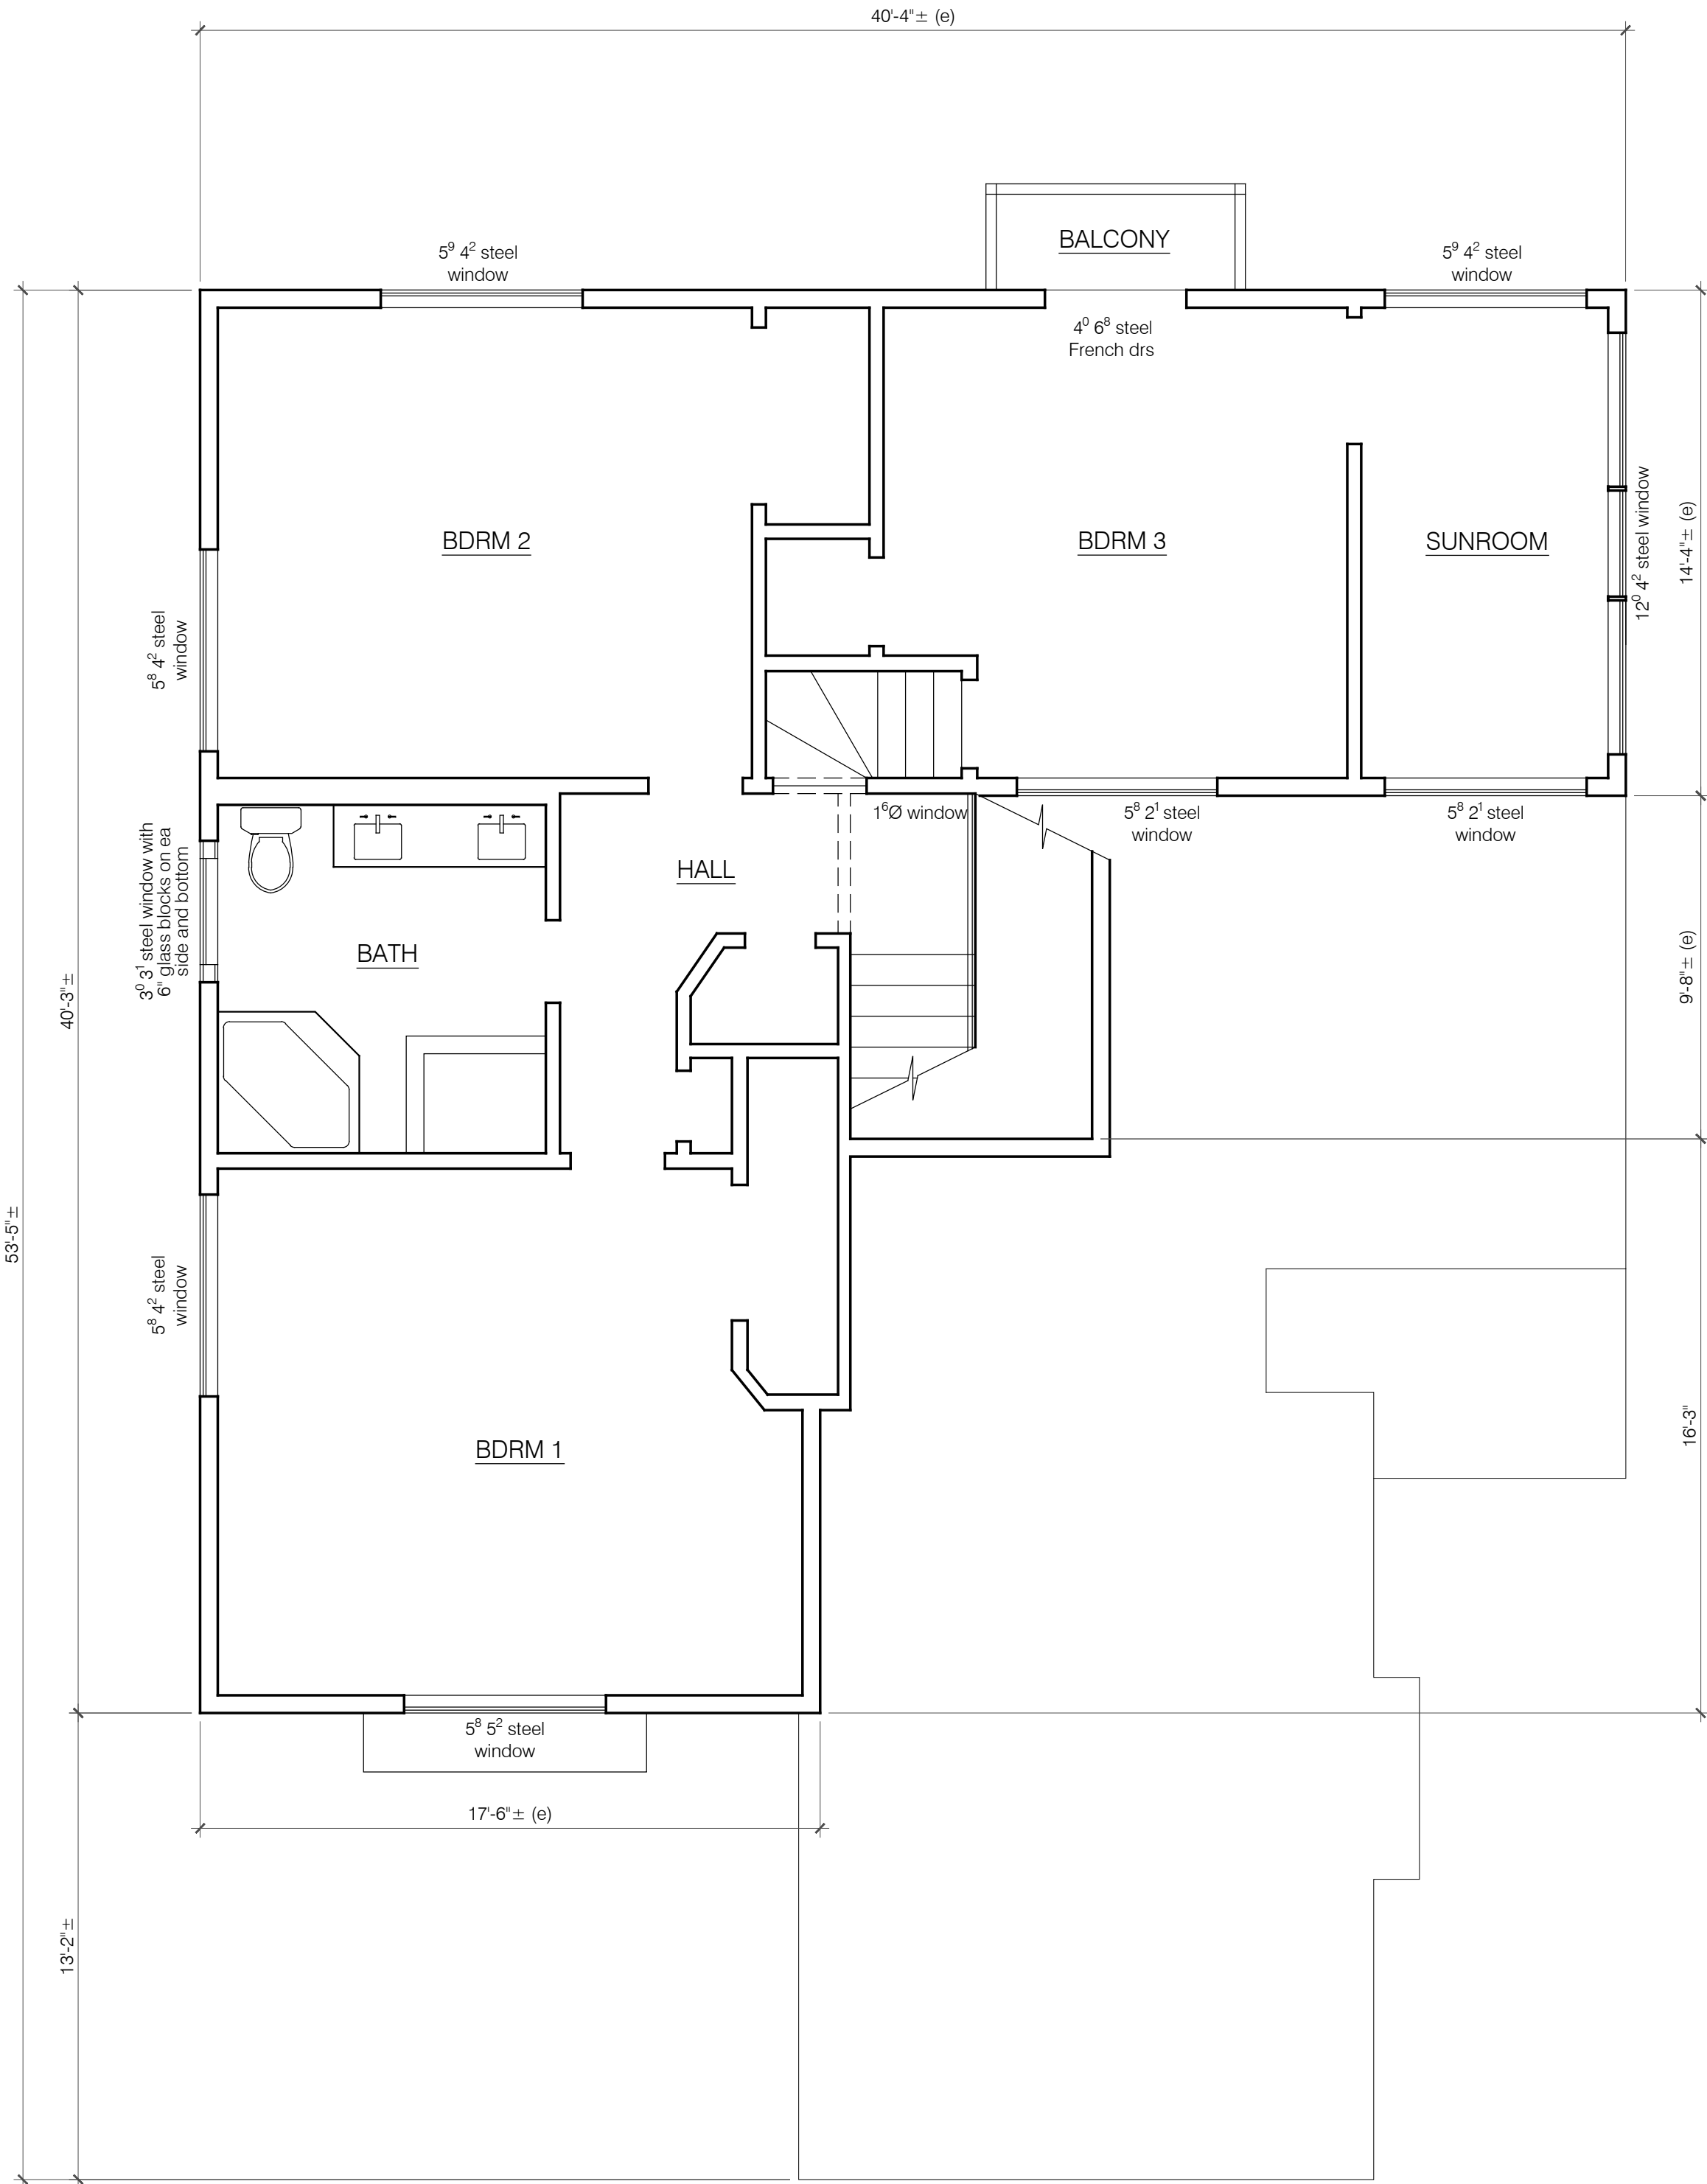 40'-4"± (e)
BALCONY
5⁹ 4² steel
window
5⁹ 4² steel
window
4⁰ 6⁸ steel
French drs
BDRM 2
BDRM 3
SUNROOM
12⁰ 4² steel window
14'-4"± (e)
5⁸ 4² steel
window
1⁶Ø window
5⁸ 2¹ steel
window
5⁸ 2¹ steel
window
HALL
3⁰ 3¹ steel window with
6" glass blocks on ea
side and bottom
BATH
9'-8"± (e)
40'-3"±
53'-5"±
5⁸ 4² steel
window
16'-3"
BDRM 1
5⁸ 5² steel
window
17'-6"± (e)
13'-2"±